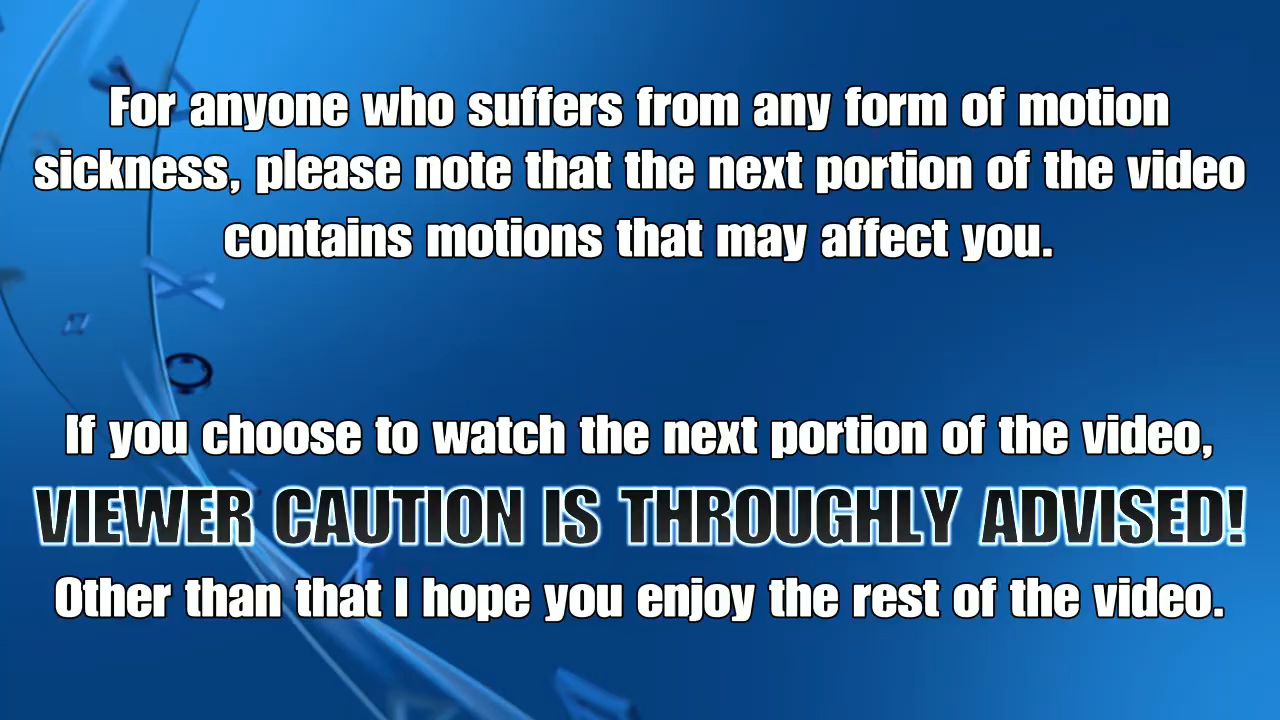 For anyone who suffers from any form of motion
sickness, please note that the next portion of the video
contains motions that may affect you.
If you choose to watch the next portion of the video,
VIEWER CAUTION IS THROUGHLY ADVISED!
Other than that I hope you enjoy the rest of the video.